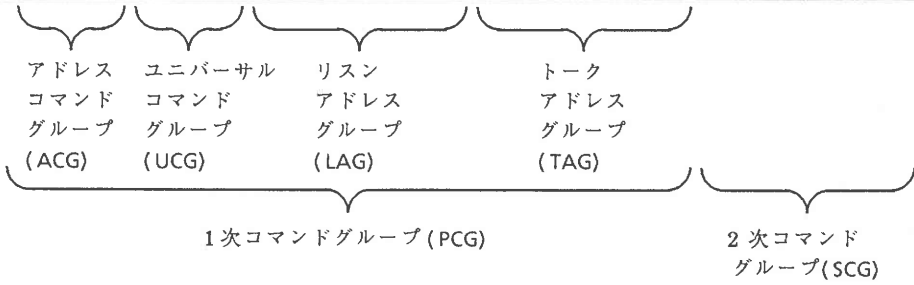 アドレス
コマンド
グループ
(ACG)
ユニバーサル
コマンド
グループ
(UCG)
リスン
アドレス
グループ
(LAG)
トーク
アドレス
グループ
(TAG)
1次コマンドグループ(PCG)
2次コマンド
グループ(SCG)